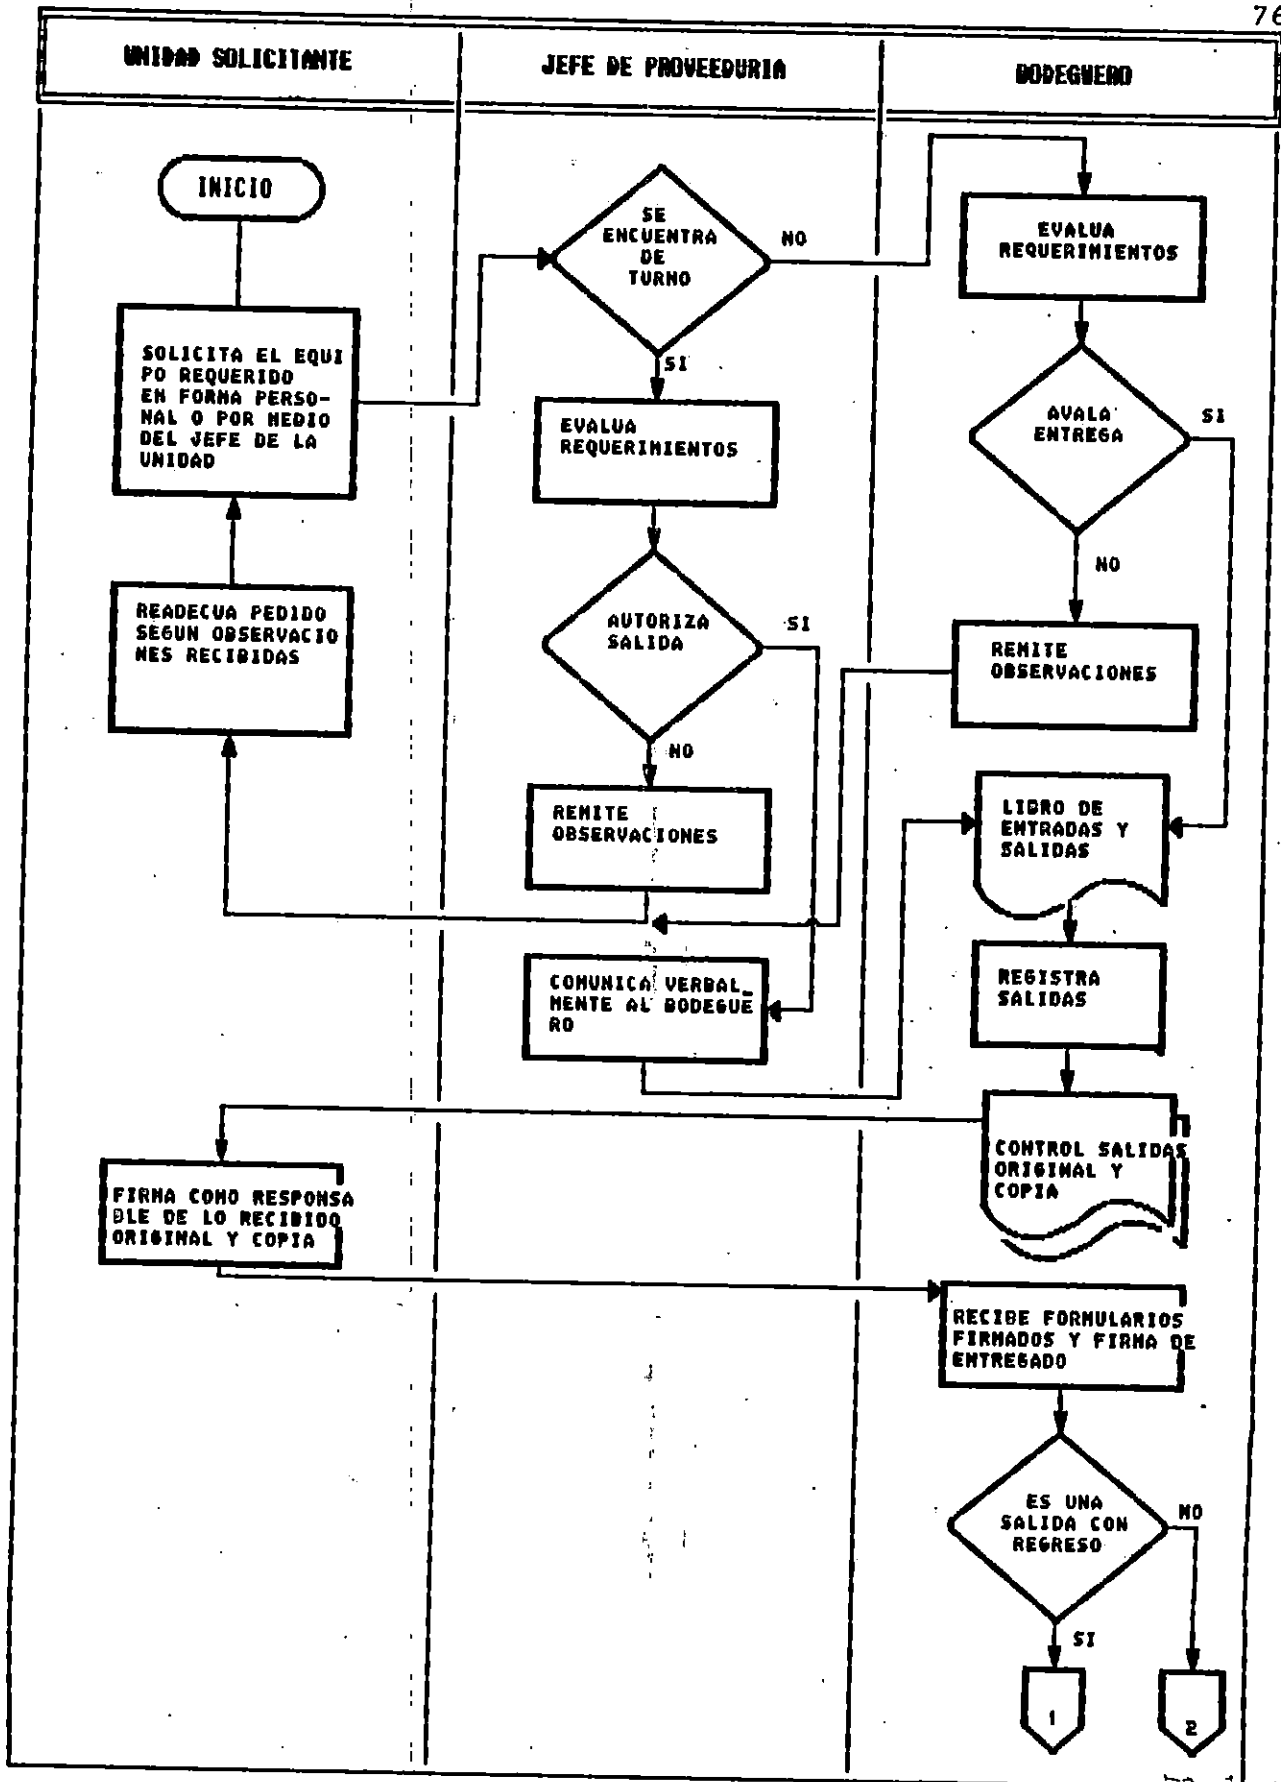 76
UNIDAD SOLICITANTE
JEFE DE PROVEEDURIA
BODEGUERO
INICIO
SOLICITA EL EQUI
PO REQUERIDO
EN FORMA PERSO-
NAL O POR MEDIO
DEL JEFE DE LA
UNIDAD
READECUA PEDIDO
SEGUN OBSERVACIO
NES RECIBIDAS
FIRMA COMO RESPONSA
BLE DE LO RECIBIDO
ORIGINAL Y COPIA
SE
ENCUENTRA
DE
TURNO
NO
SI
EVALUA
REQUERIMIENTOS
AUTORIZA
SALIDA
SI
NO
REMITE
OBSERVACIONES
COMUNICA VERBAL_
MENTE AL BODEGUE
RO
EVALUA
REQUERIMIENTOS
AVALA
ENTREGA
SI
NO
REMITE
OBSERVACIONES
LIBRO DE
ENTRADAS Y
SALIDAS
REGISTRA
SALIDAS
CONTROL SALIDAS
ORIGINAL Y
COPIA
RECIBE FORMULARIOS
FIRMADOS Y FIRMA DE
ENTREGADO
ES UNA
SALIDA CON
REGRESO
NO
SI
1
2